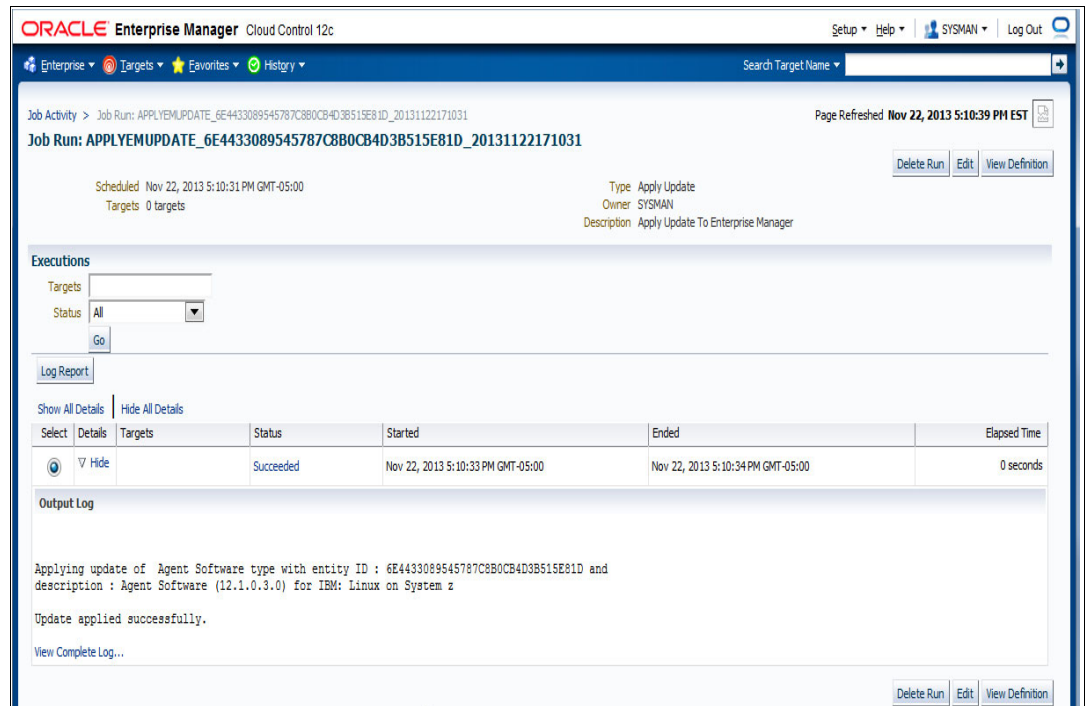 ORACLE Enterprise Manager Cloud Control 12c
Setup Help SYSMAN Log Out
Enterprise Targets Favorites History Search Target Name
Job Activity > Job Run: APPLYEMUPDATE_6E4433089545787C8B0CB4D3B515E81D_20131122171031
Page Refreshed Nov 22, 2013 5:10:39 PM EST
Job Run: APPLYEMUPDATE_6E4433089545787C8B0CB4D3B515E81D_20131122171031
Delete Run Edit View Definition
Scheduled Nov 22, 2013 5:10:31 PM GMT-05:00
Targets 0 targets
Type Apply Update
Owner SYSMAN
Description Apply Update To Enterprise Manager
Executions
Targets
Status All
Go
Log Report
Show All Details | Hide All Details
Select Details Targets Status Started Ended Elapsed Time
Hide Succeeded Nov 22, 2013 5:10:33 PM GMT-05:00 Nov 22, 2013 5:10:34 PM GMT-05:00 0 seconds
Output Log
Applying update of Agent Software type with entity ID : 6E4433089545787C8B0CB4D3B515E81D and
description : Agent Software (12.1.0.3.0) for IBM: Linux on System z
Update applied successfully.
View Complete Log...
Delete Run Edit View Definition